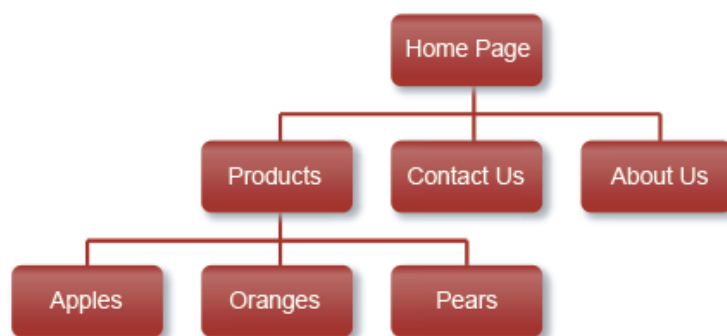 Home Page
Products
Contact Us
About Us
Apples
Oranges
Pears